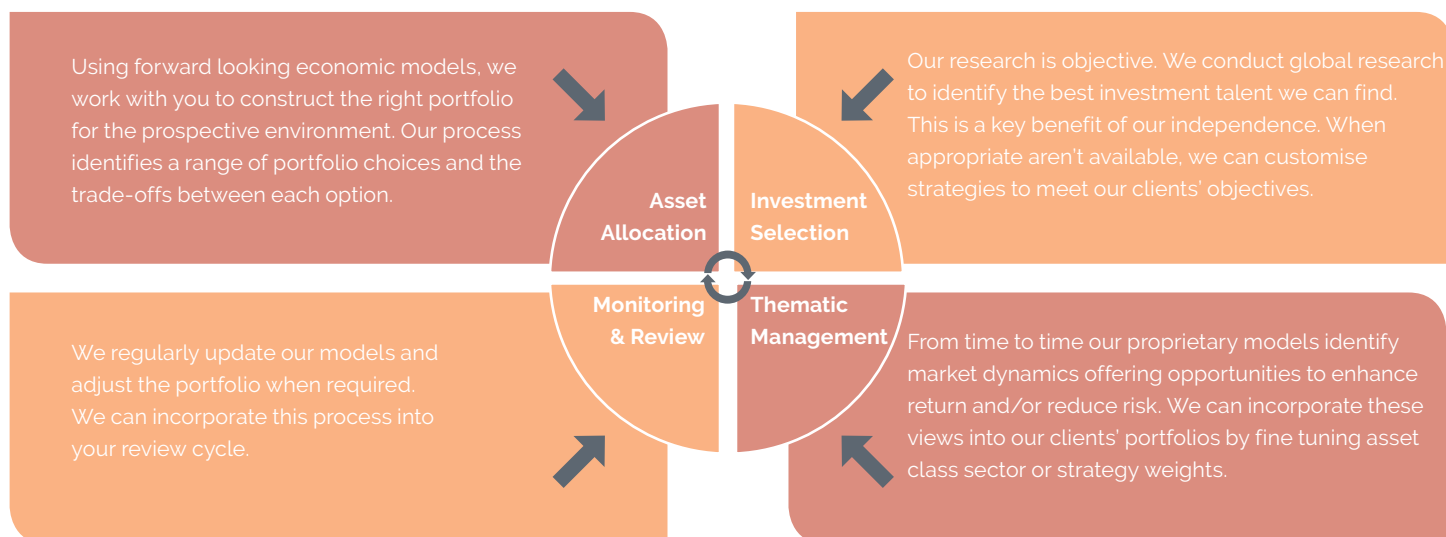 Using forward looking economic models, we
work with you to construct the right portfolio
for the prospective environment. Our process
identifies a range of portfolio choices and the
trade-offs between each option.
Our research is objective. We conduct global research
to identify the best investment talent we can find.
This is a key benefit of our independence. When
appropriate aren't available, we can customise
strategies to meet our clients' objectives.
Asset
Allocation
Investment
Selection
Monitoring
& Review
Thematic
Management
We regularly update our models and
adjust the portfolio when required.
We can incorporate this process into
your review cycle.
From time to time our proprietary models identify
market dynamics offering opportunities to enhance
return and/or reduce risk. We can incorporate these
views into our clients' portfolios by fine tuning asset
class sector or strategy weights.